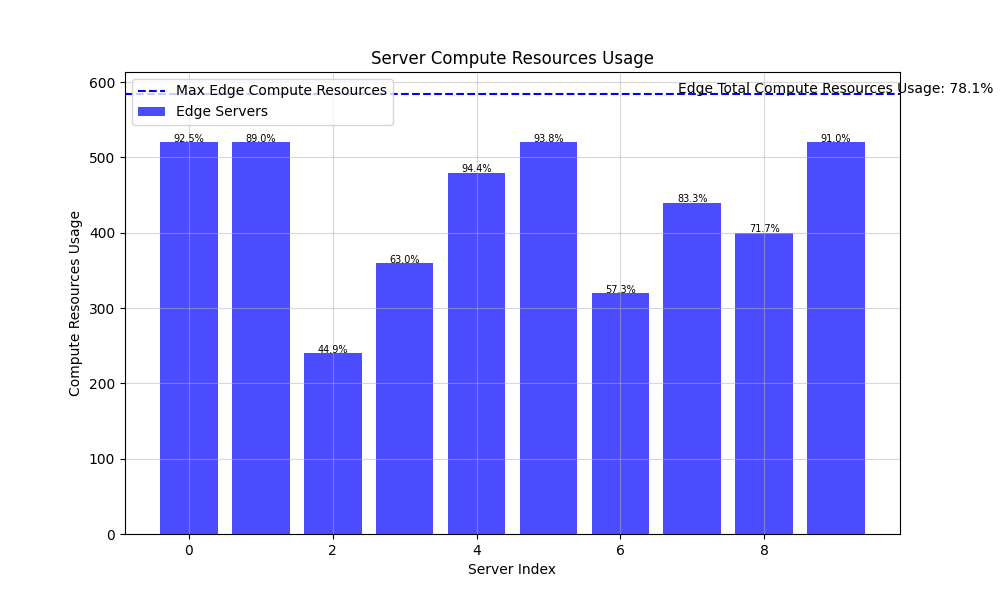 Server Compute Resources Usage
Max Edge Compute Resources
Edge Servers
Edge Total Compute Resources Usage: 78.1%
92.5%
89.0%
44.9%
63.0%
94.4%
93.8%
57.3%
83.3%
71.7%
91.0%
Compute Resources Usage
600
500
400
300
200
100
0
0 2 4 6 8
Server Index